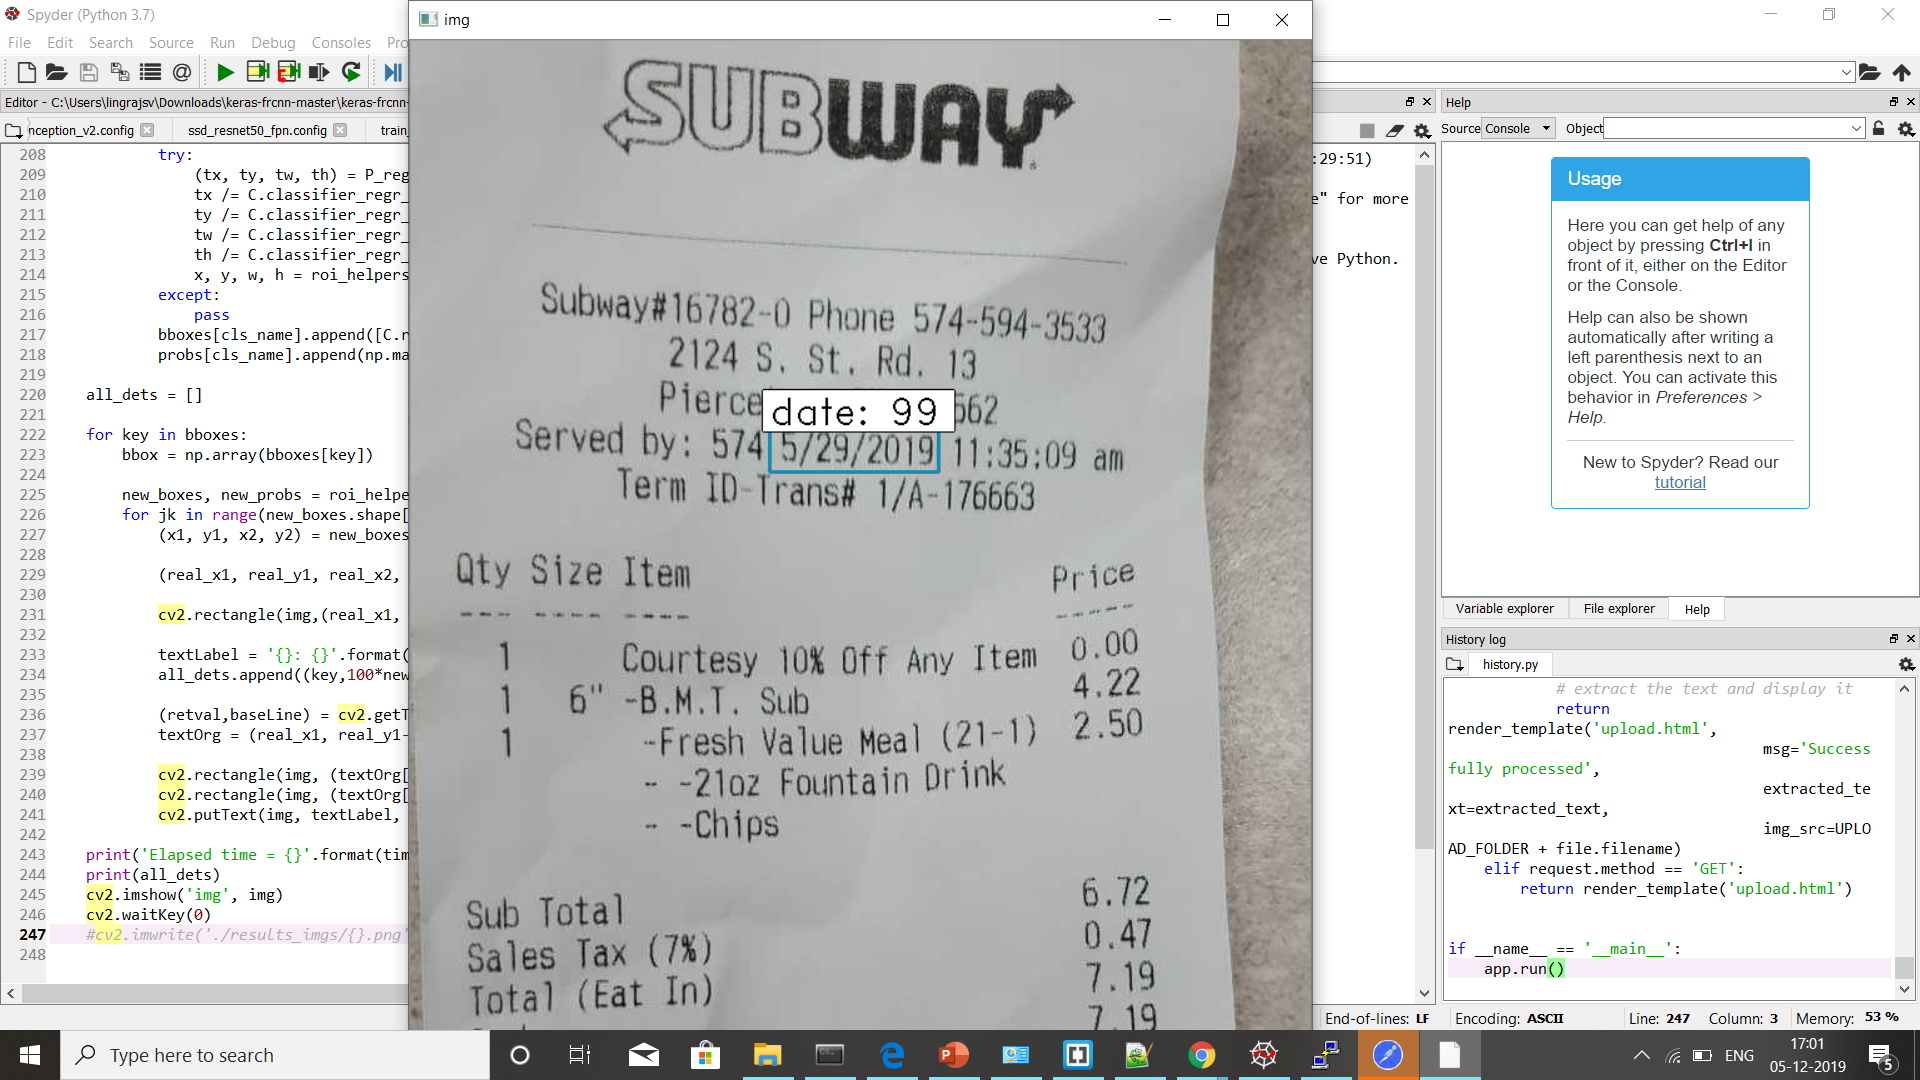 Spyder (Python 3.7)
File Edit Search Source Run Debug Consoles Pro
Editor - C:\Users\lingrajsv\Downloads\keras-frcnn-master\keras-frcnn-
nception_v2.config ssd_resnet50_fpn.config train_
208 try:
209 (tx, ty, tw, th) = P_reg
210 tx /= C.classifier_regr_
211 ty /= C.classifier_regr_
212 tw /= C.classifier_regr_
213 th /= C.classifier_regr_
214 x, y, w, h = roi_helpers
215 except:
216 pass
217 bboxes[cls_name].append([C.r
218 probs[cls_name].append(np.ma
219
220 all_dets = []
221
222 for key in bboxes:
223 bbox = np.array(bboxes[key])
224
225 new_boxes, new_probs = roi_helpe
226 for jk in range(new_boxes.shape[
227 (x1, y1, x2, y2) = new_boxes
228
229 (real_x1, real_y1, real_x2,
230
231 cv2.rectangle(img,(real_x1,
232
233 textLabel = '{}: {}'.format(
234 all_dets.append((key,100*new
235
236 (retval,baseLine) = cv2.getT
237 textOrg = (real_x1, real_y1-
238
239 cv2.rectangle(img, (textOrg[
240 cv2.rectangle(img, (textOrg[
241 cv2.putText(img, textLabel,
242
243 print('Elapsed time = {}'.format(tim
244 print(all_dets)
245 cv2.imshow('img', img)
246 cv2.waitKey(0)
247 #cv2.imwrite('./results_imgs/{}.png'
248
img
SUBWAY
Subway#16782-0 Phone 574-594-3533
2124 S. St. Rd. 13
Pierce 562
date: 99
Served by: 574 5/29/2019 11:35:09 am
Term ID-Trans# 1/A-176663
Qty Size Item Price
--- ---- ---- -----
1 Courtesy 10% Off Any Item 0.00
1 6" -B.M.T. Sub 4.22
1 -Fresh Value Meal (21-1) 2.50
- -21oz Fountain Drink
- -Chips
Sub Total 6.72
Sales Tax (7%) 0.47
Total (Eat In) 7.19
7.19
:29:51)
e" for more
ve Python.
Help
Source Console Object
Usage
Here you can get help of any
object by pressing Ctrl+I in
front of it, either on the Editor
or the Console.
Help can also be shown
automatically after writing a
left parenthesis next to an
object. You can activate this
behavior in Preferences >
Help.
New to Spyder? Read our
tutorial
Variable explorer File explorer Help
History log
history.py
# extract the text and display it
return
render_template('upload.html',
msg='Success
fully processed',
extracted_te
xt=extracted_text,
img_src=UPLO
AD_FOLDER + file.filename)
elif request.method == 'GET':
return render_template('upload.html')
if __name__ == '__main__':
app.run()
End-of-lines: LF Encoding: ASCII Line: 247 Column: 3 Memory: 53 %
Type here to search
ENG
17:01
05-12-2019
5